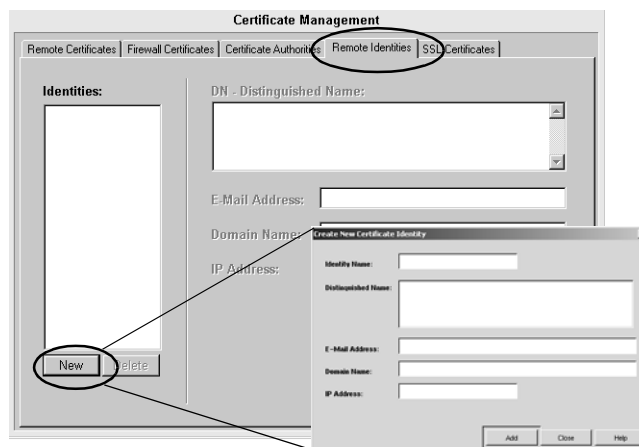 Certificate Management
Remote Certificates Firewall Certificates Certificate Authorities Remote Identities SSL Certificates
Identities:
DN - Distinguished Name:
E-Mail Address:
Domain Name:
IP Address:
New Delete
Create New Certificate Identity
Identity Name:
Distinguished Name:
E-Mail Address:
Domain Name:
IP Address:
Add Close Help